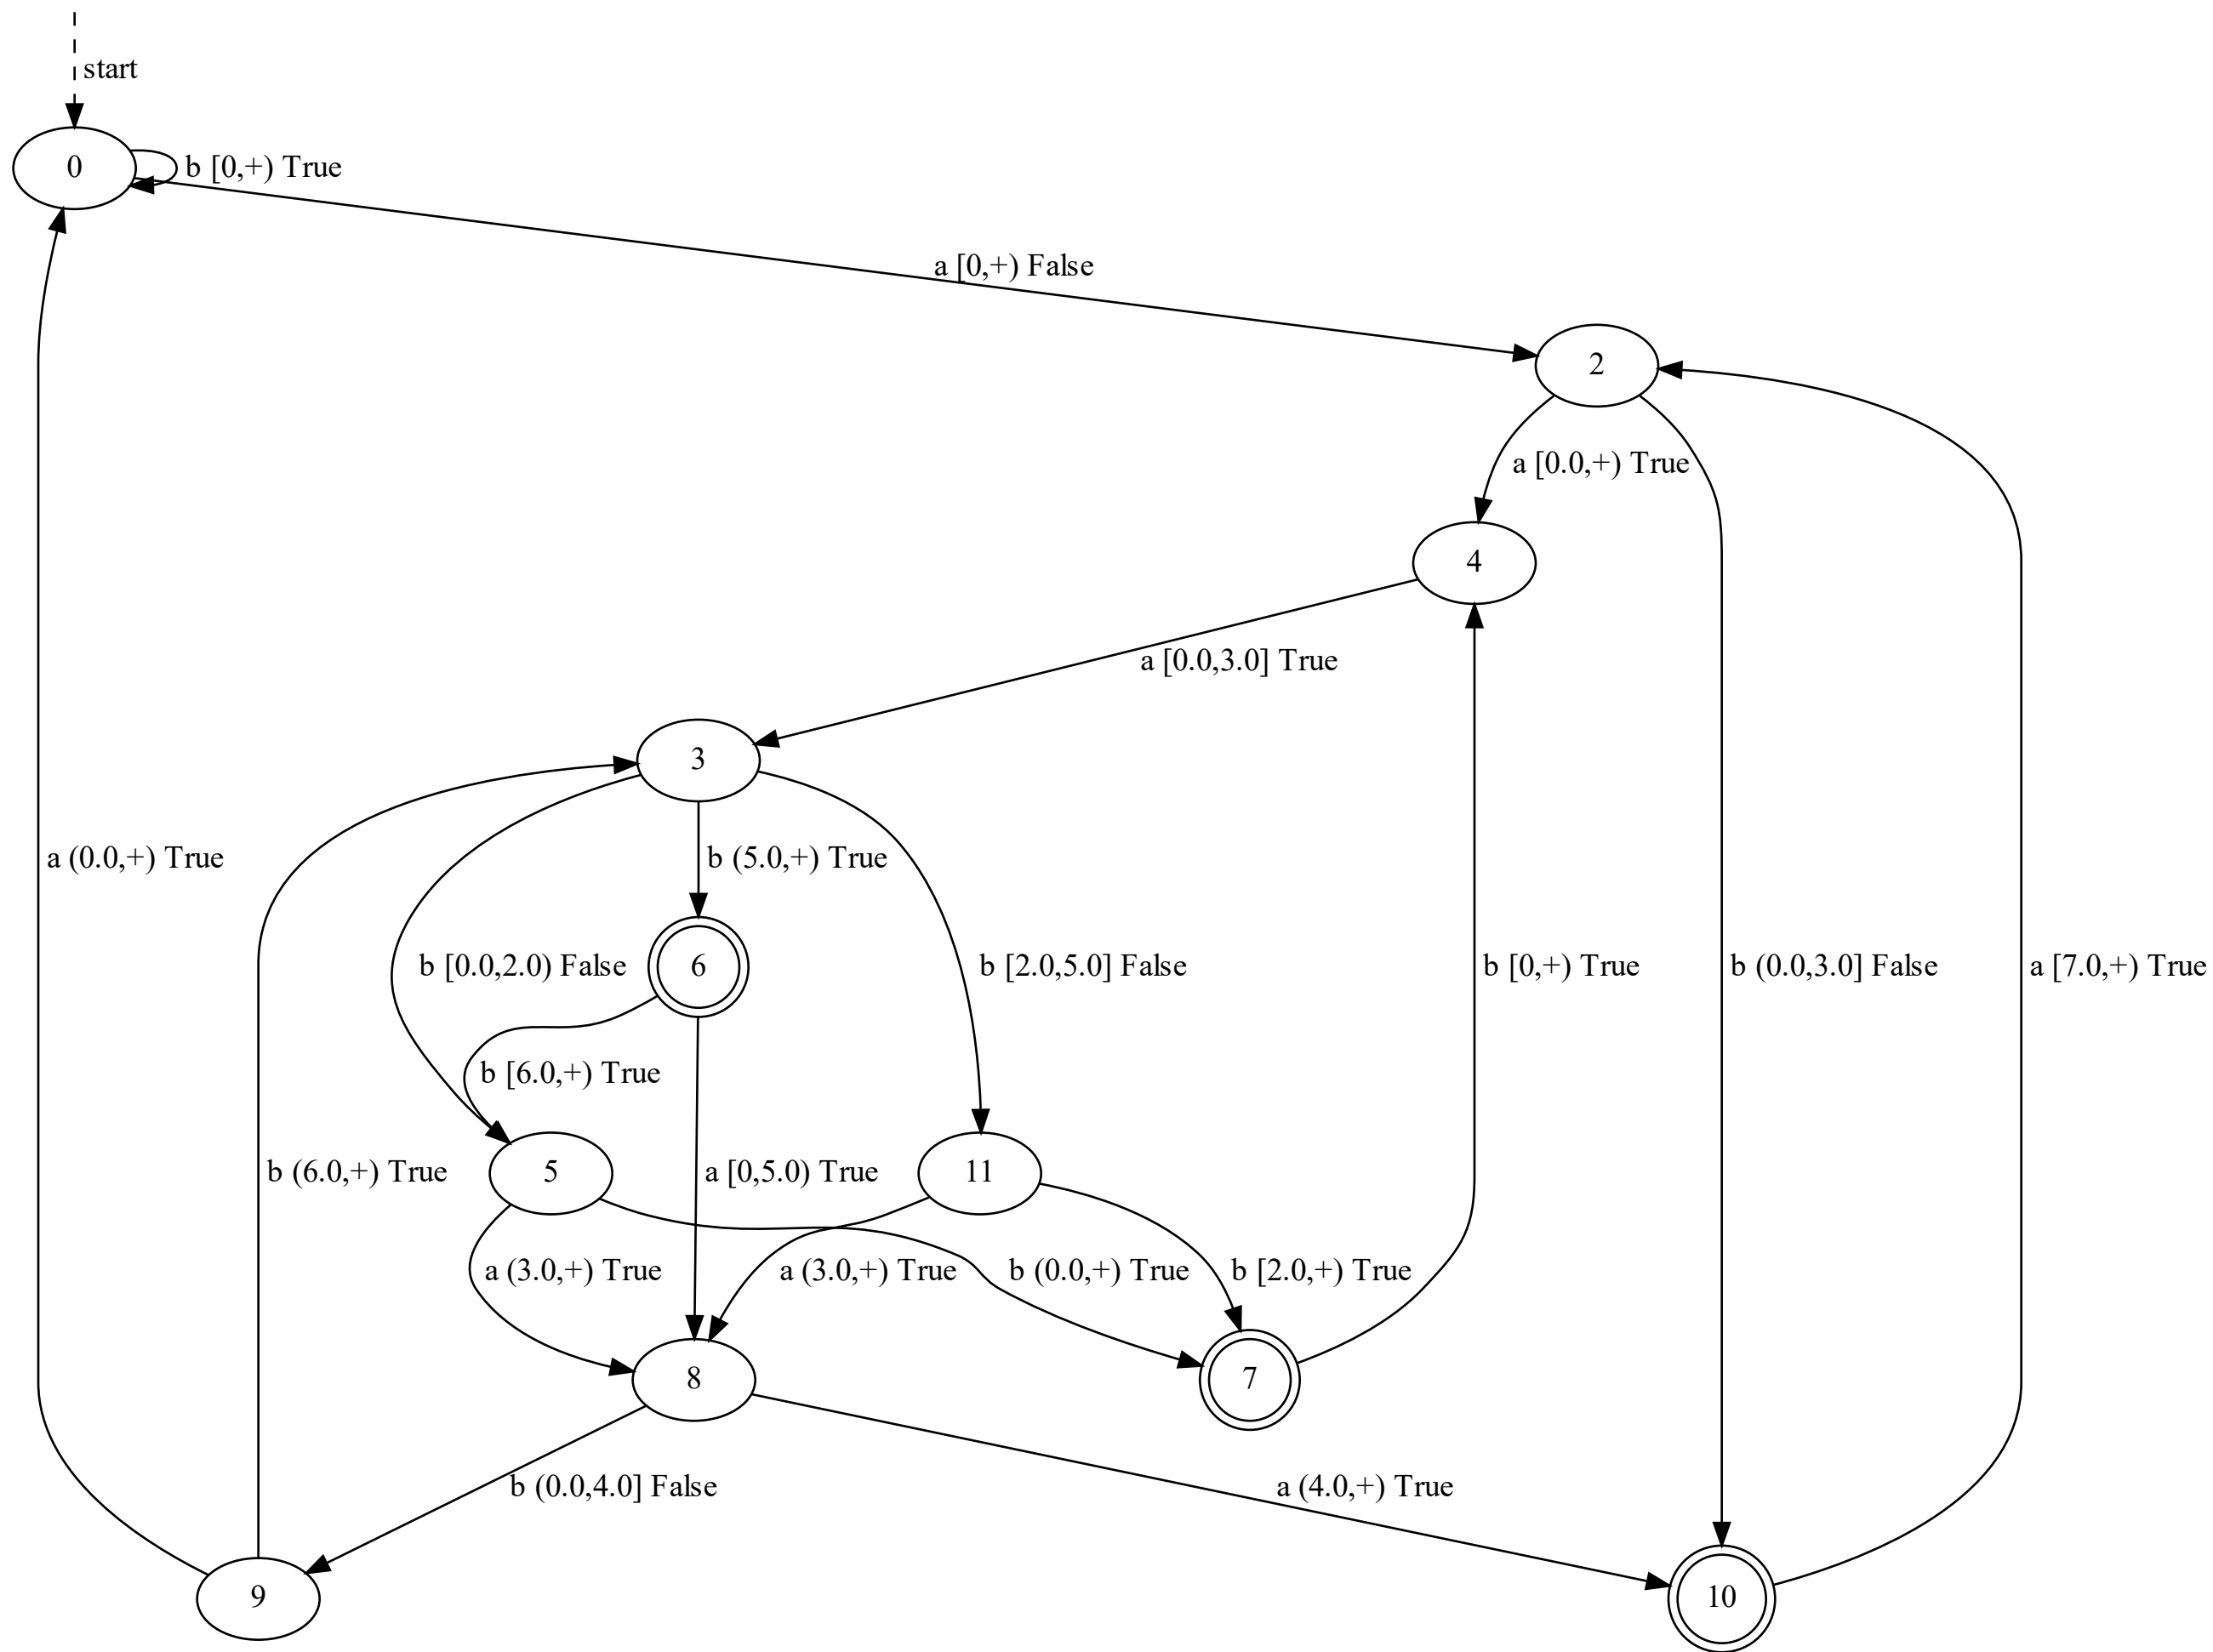 start
0
b [0,+) True
a [0,+) False
2
a [0.0,+) True
4
a [0.0,3.0] True
3
a (0.0,+) True
b (5.0,+) True
b [0.0,2.0) False
6
b [2.0,5.0] False
b [0,+) True
b (0.0,3.0] False
a [7.0,+) True
b [6.0,+) True
b (6.0,+) True
5
a [0,5.0) True
11
a (3.0,+) True
a (3.0,+) True
b (0.0,+) True
b [2.0,+) True
8
7
b (0.0,4.0] False
a (4.0,+) True
9
10